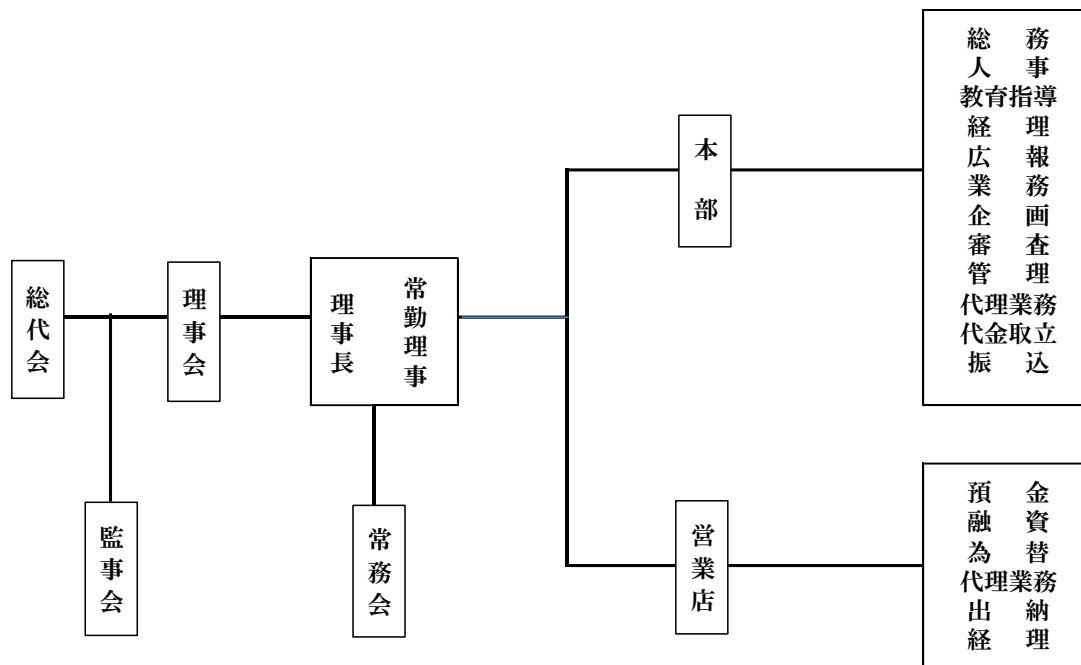 総代会
監事会
理事会
常勤理事
理事長
常務会
本部
総務
人事
教育指導
経理
広報
業務
企画
審査
管理
代理業務
代金取立
振込
営業店
預金
融資
為替
代理業務
出納
経理